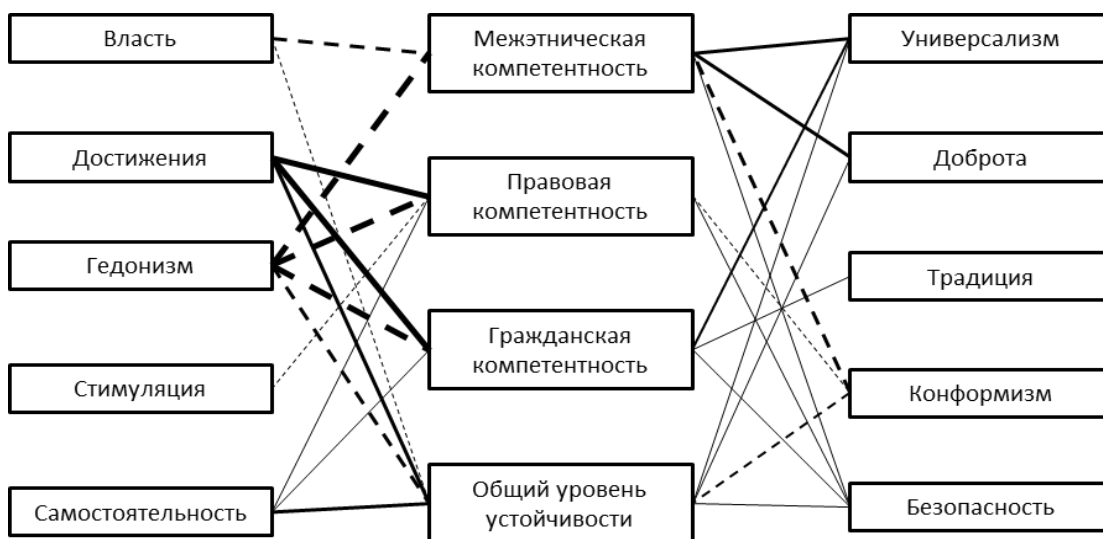 Власть
Достижения
Гедонизм
Стимуляция
Самостоятельность
Межэтническая
компетентность
Правовая
компетентность
Гражданская
компетентность
Общий уровень
устойчивости
Универсализм
Доброта
Традиция
Конформизм
Безопасность